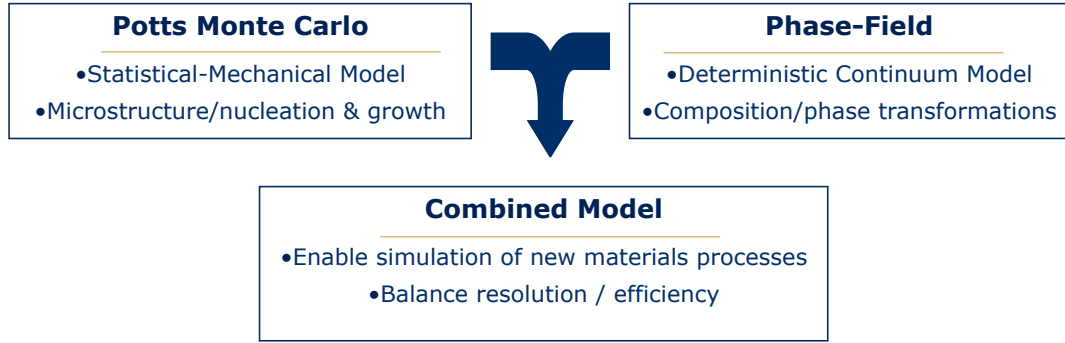 Potts Monte Carlo
•Statistical-Mechanical Model
•Microstructure/nucleation & growth
Phase-Field
•Deterministic Continuum Model
•Composition/phase transformations
Combined Model
•Enable simulation of new materials processes
•Balance resolution / efficiency